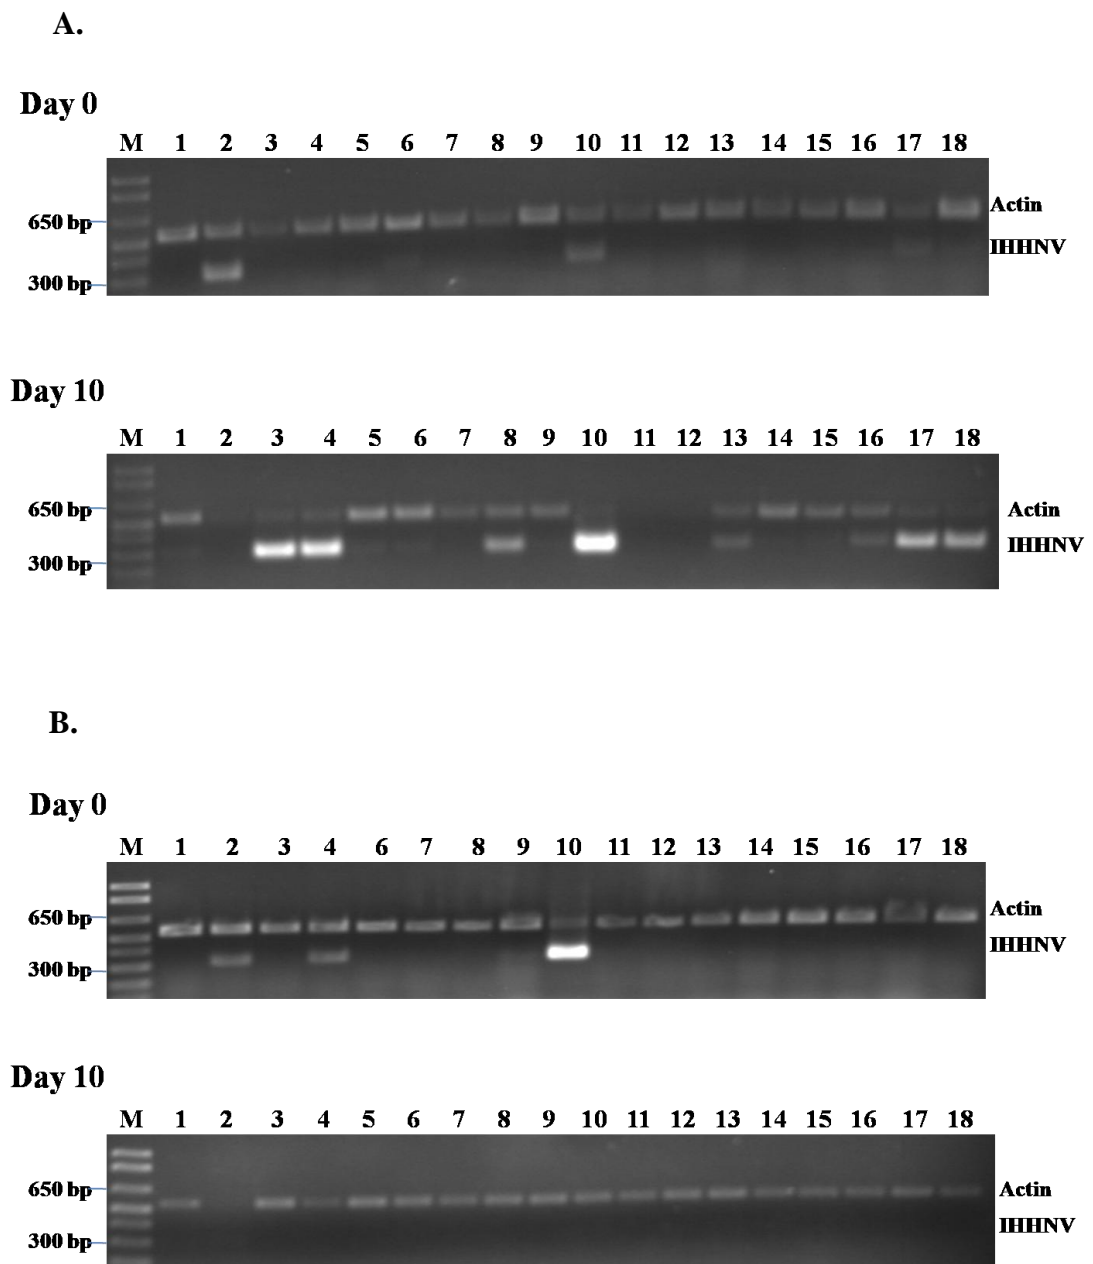 A.
Day 0
M 1 2 3 4 5 6 7 8 9 10 11 12 13 14 15 16 17 18
Actin
650 bp
IHHNV
300 bp
Day 10
M 1 2 3 4 5 6 7 8 9 10 11 12 13 14 15 16 17 18
650 bp Actin
IHHNV
300 bp
B.
Day 0
M 1 2 3 4 6 7 8 9 10 11 12 13 14 15 16 17 18
Actin
650 bp
IHHNV
300 bp
Day 10
M 1 2 3 4 5 6 7 8 9 10 11 12 13 14 15 16 17 18
650 bp Actin
IHHNV
300 bp